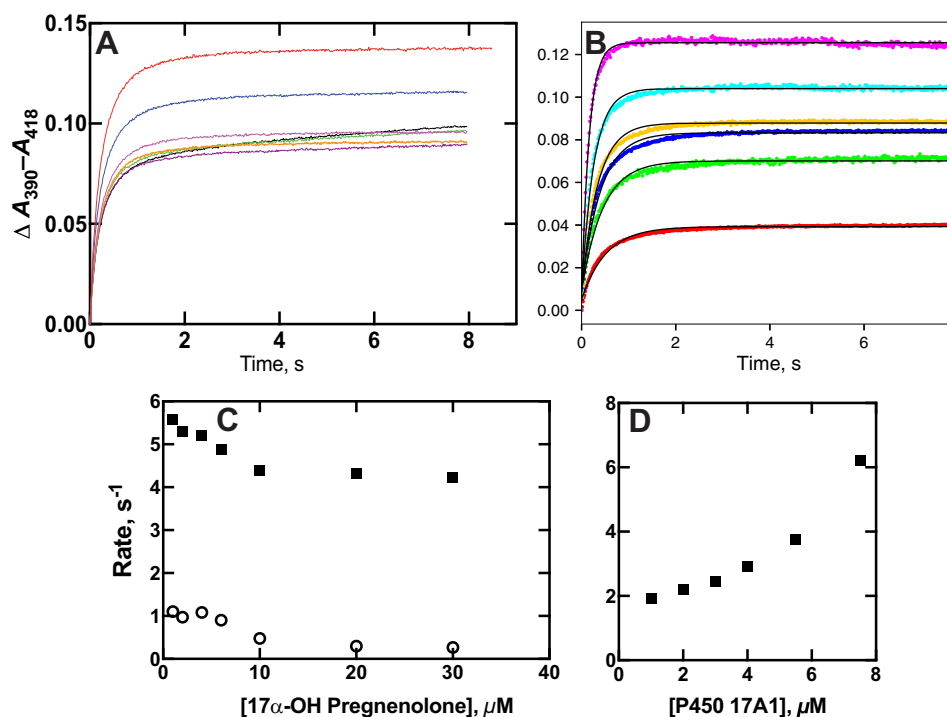 A
B
Δ A390–A418
0.15
0.10
0.05
0.00
0 2 4 6 8
Time, s
0.12
0.10
0.08
0.06
0.04
0.02
0.00
0 2 4 6
Time, s
C
D
Rate, s-1
6
5
4
3
2
1
0
0 10 20 30 40
[17α-OH Pregnenolone], μM
8
6
4
2
0
0 2 4 6 8
[P450 17A1], μM